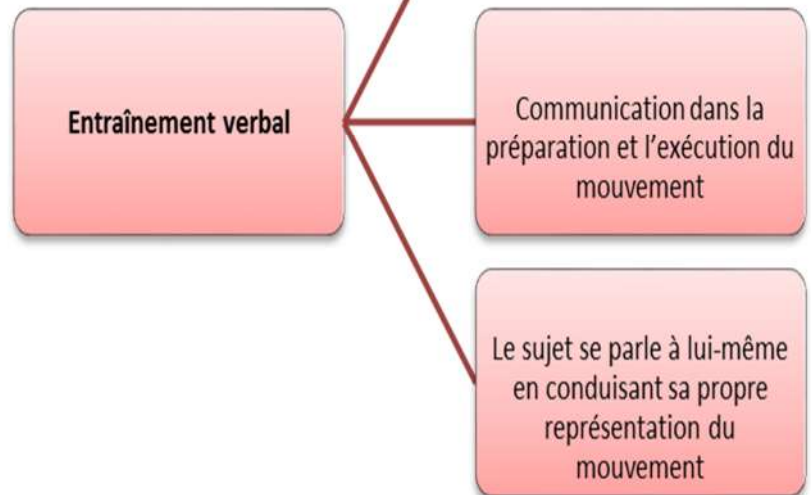 Entraînement verbal
Communication dans la
préparation et l’exécution du
mouvement
Le sujet se parle à lui-même
en conduisant sa propre
représentation du
mouvement